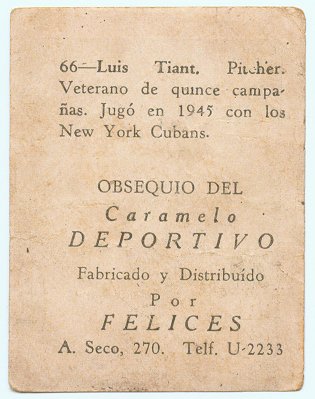 66—Luis Tiant. Pitcher.
Veterano de quince campa-
ñas. Jugó en 1945 con los
New York Cubans.
OBSEQUIO DEL
Caramelo
DEPORTIVO
Fabricado y Distribuído
Por
FELICES
A. Seco, 270. Telf. U-2233